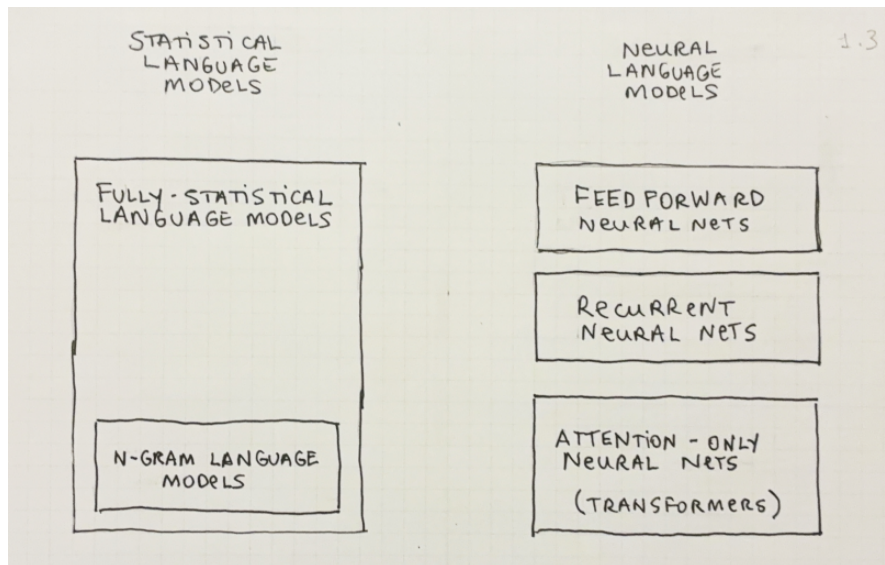 STATISTICAL
LANGUAGE
MODELS
FULLY-STATISTICAL
LANGUAGE MODELS
N-GRAM LANGUAGE
MODELS
NEURAL
LANGUAGE
MODELS
1.3
FEED FORWARD
NEURAL NETS
RECURRENT
NEURAL NETS
ATTENTION-ONLY
NEURAL NETS
(TRANSFORMERS)